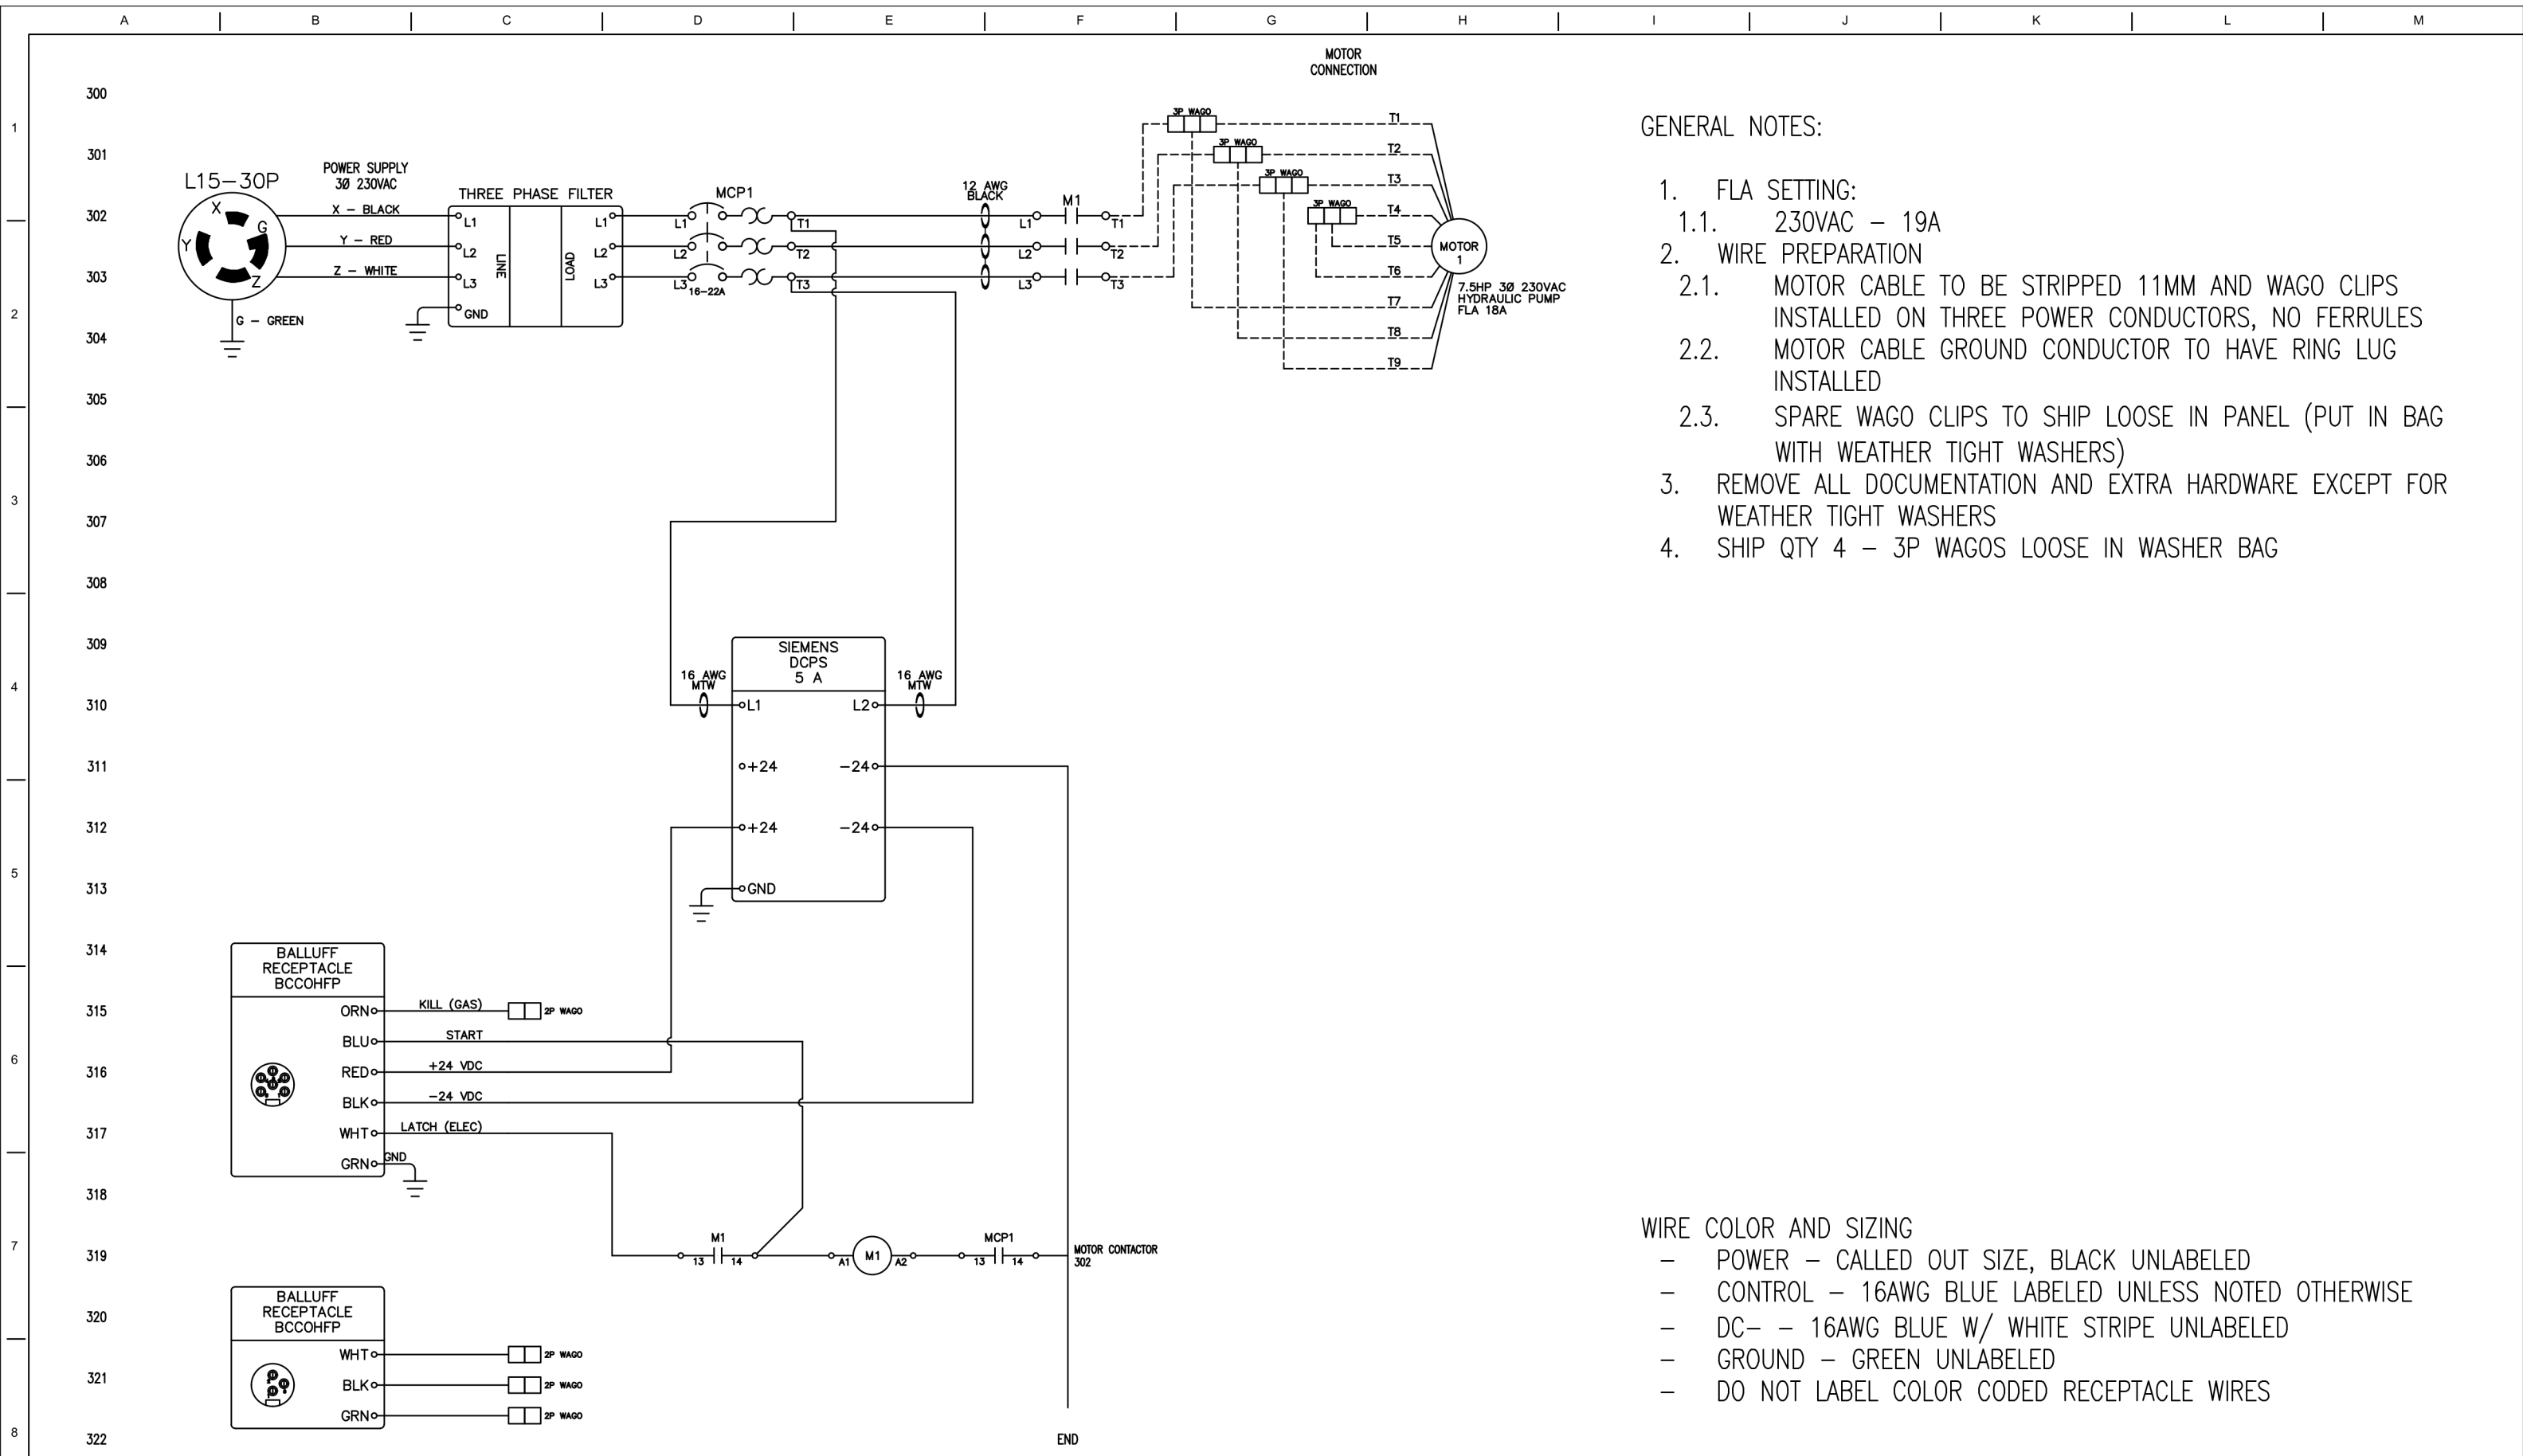 A B C D E F G H I J K L M
MOTOR
CONNECTION
300
1
3P WAGO T1
301
3P WAGO T2
3P WAGO T3
3P WAGO T4
T5
T6
T7
T8
T9
MOTOR
1
7.5HP 3Ø 230VAC
HYDRAULIC PUMP
FLA 18A
L15-30P
X
Y
G
Z
POWER SUPPLY
3Ø 230VAC
X - BLACK
Y - RED
Z - WHITE
G - GREEN
THREE PHASE FILTER
L1 L1
L2 L2
L3 L3
GND
LINE
LOAD
MCP1
L1 T1
L2 T2
L3 16-22A T3
12 AWG
BLACK
M1
L1 T1
L2 T2
L3 T3
302
303
2
304
305
306
3
307
308
309
4
310
311
312
5
313
314
315
6
316
317
318
7
319
320
321
8
322
SIEMENS
DCPS
5 A
16 AWG
MTW
16 AWG
MTW
L1 L2
+24 -24
+24 -24
GND
BALLUFF
RECEPTACLE
BCCOHFP
ORN KILL (GAS) 2P WAGO
BLU START
RED +24 VDC
BLK -24 VDC
WHT LATCH (ELEC)
GRN GND
M1
13 14
A1 M1 A2
MCP1
13 14
MOTOR CONTACTOR
302
BALLUFF
RECEPTACLE
BCCOHFP
WHT 2P WAGO
BLK 2P WAGO
GRN 2P WAGO
END
GENERAL NOTES:
1. FLA SETTING:
1.1. 230VAC - 19A
2. WIRE PREPARATION
2.1. MOTOR CABLE TO BE STRIPPED 11MM AND WAGO CLIPS
INSTALLED ON THREE POWER CONDUCTORS, NO FERRULES
2.2. MOTOR CABLE GROUND CONDUCTOR TO HAVE RING LUG
INSTALLED
2.3. SPARE WAGO CLIPS TO SHIP LOOSE IN PANEL (PUT IN BAG
WITH WEATHER TIGHT WASHERS)
3. REMOVE ALL DOCUMENTATION AND EXTRA HARDWARE EXCEPT FOR
WEATHER TIGHT WASHERS
4. SHIP QTY 4 - 3P WAGOS LOOSE IN WASHER BAG
WIRE COLOR AND SIZING
- POWER - CALLED OUT SIZE, BLACK UNLABELED
- CONTROL - 16AWG BLUE LABELED UNLESS NOTED OTHERWISE
- DC- - 16AWG BLUE W/ WHITE STRIPE UNLABELED
- GROUND - GREEN UNLABELED
- DO NOT LABEL COLOR CODED RECEPTACLE WIRES